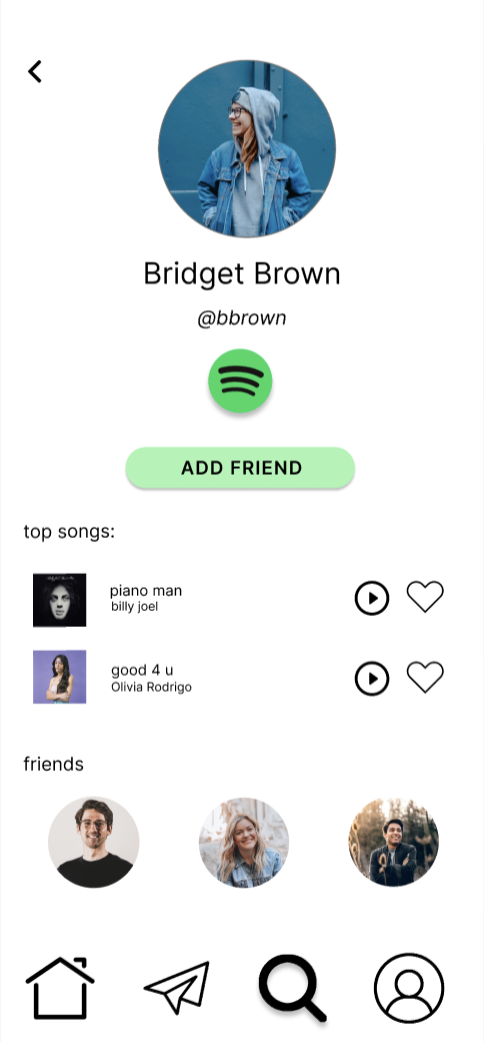 Bridget Brown
@bbrown
ADD FRIEND
top songs:
piano man
billy joel
good 4 u
Olivia Rodrigo
friends